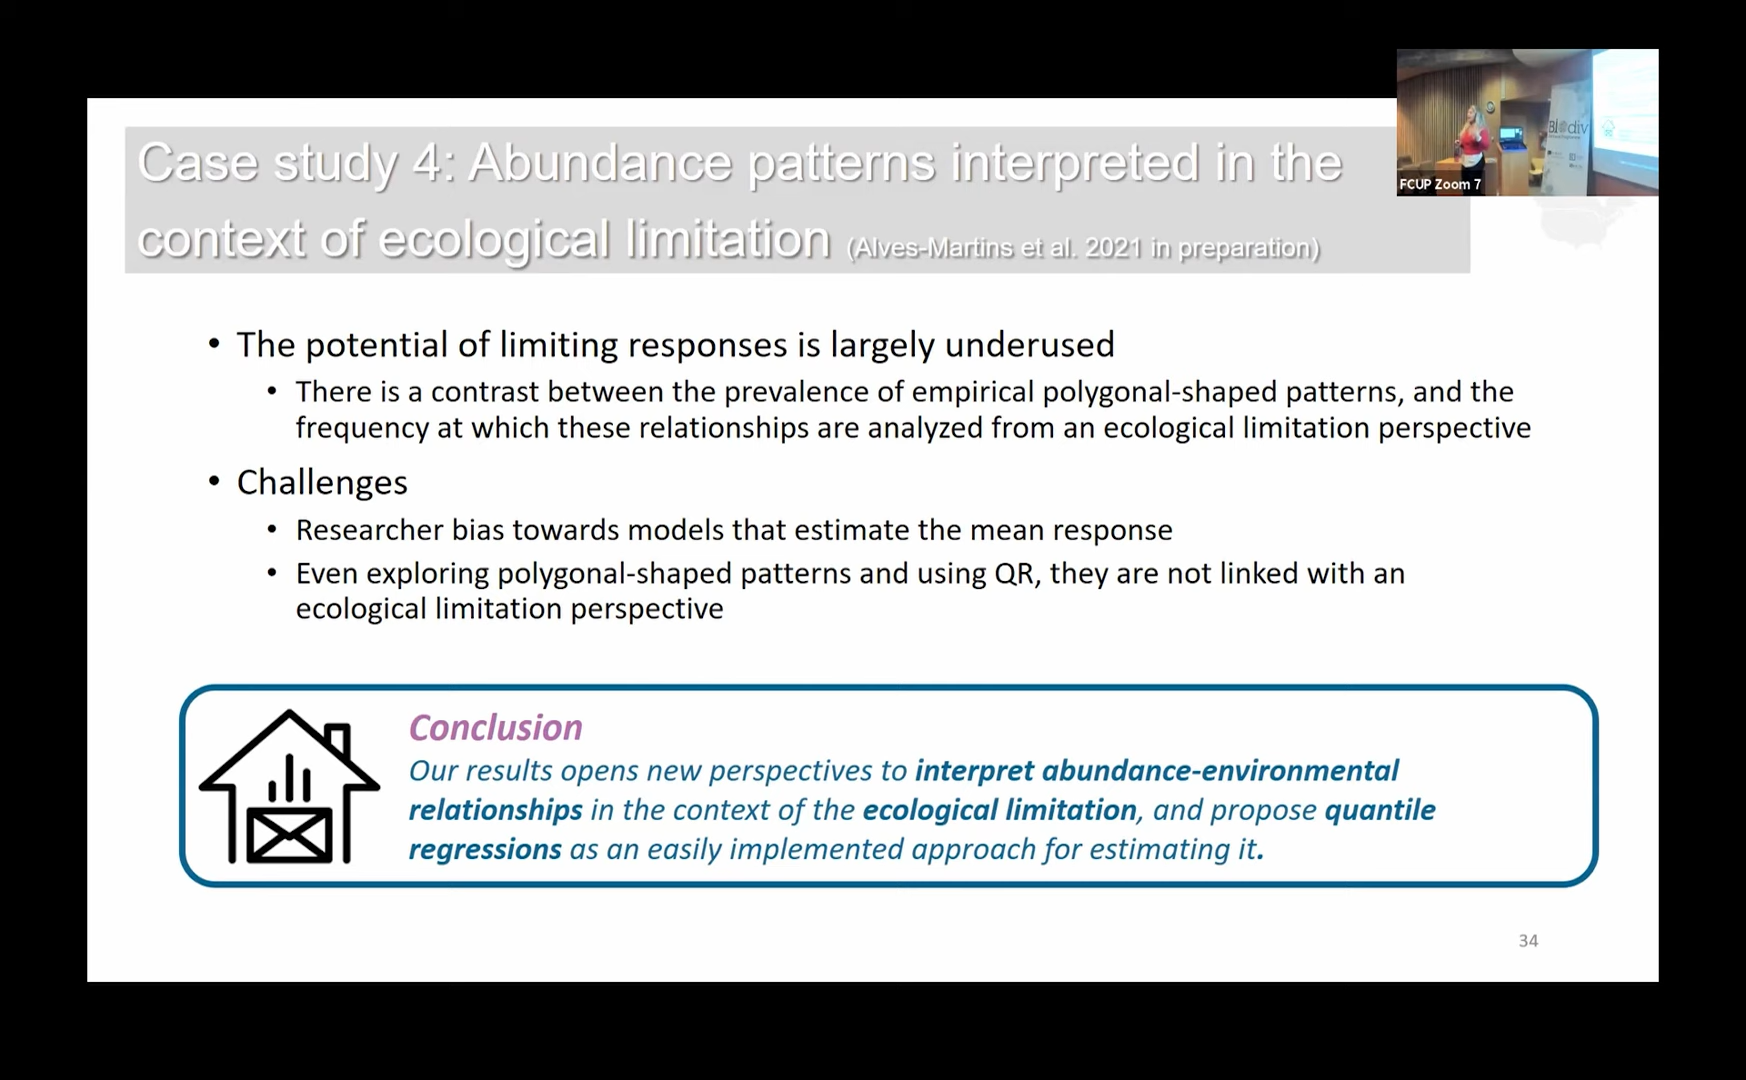 Case study 4: Abundance patterns interpreted in the
context of ecological limitation (Alves-Martins et al. 2021 in preparation)
FCUP Zoom 7
• The potential of limiting responses is largely underused
• There is a contrast between the prevalence of empirical polygonal-shaped patterns, and the
frequency at which these relationships are analyzed from an ecological limitation perspective
• Challenges
• Researcher bias towards models that estimate the mean response
• Even exploring polygonal-shaped patterns and using QR, they are not linked with an
ecological limitation perspective
Conclusion
Our results opens new perspectives to interpret abundance-environmental
relationships in the context of the ecological limitation, and propose quantile
regressions as an easily implemented approach for estimating it.
34